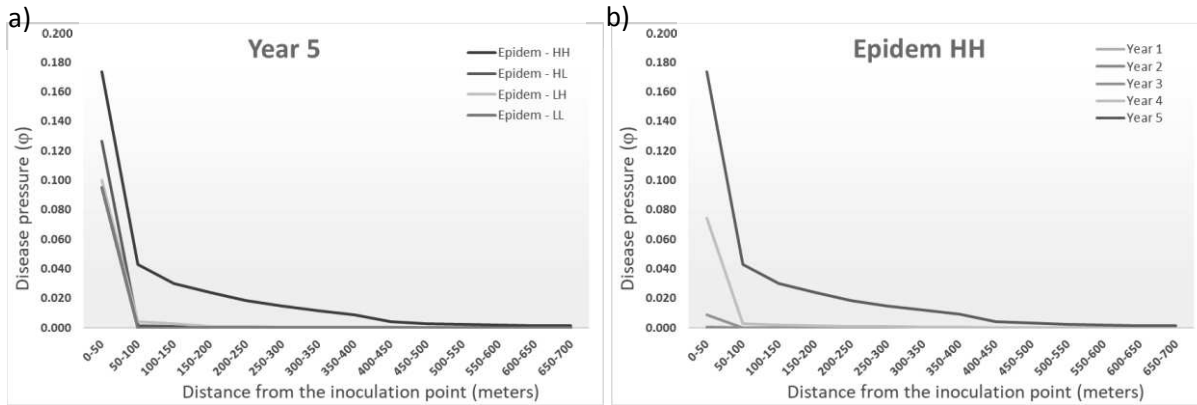 a)
Year 5
Disease pressure (φ)
0.200
0.180
0.160
0.140
0.120
0.100
0.080
0.060
0.040
0.020
0.000
Epidem - HH
Epidem - HL
Epidem - LH
Epidem - LL
0-50
50-100
100-150
150-200
200-250
250-300
300-350
350-400
400-450
450-500
500-550
550-600
600-650
650-700
Distance from the inoculation point (meters)
b)
Epidem HH
Disease pressure (φ)
0.200
0.180
0.160
0.140
0.120
0.100
0.080
0.060
0.040
0.020
0.000
Year 1
Year 2
Year 3
Year 4
Year 5
0-50
50-100
100-150
150-200
200-250
250-300
300-350
350-400
400-450
450-500
500-550
550-600
600-650
650-700
Distance from the inoculation point (meters)